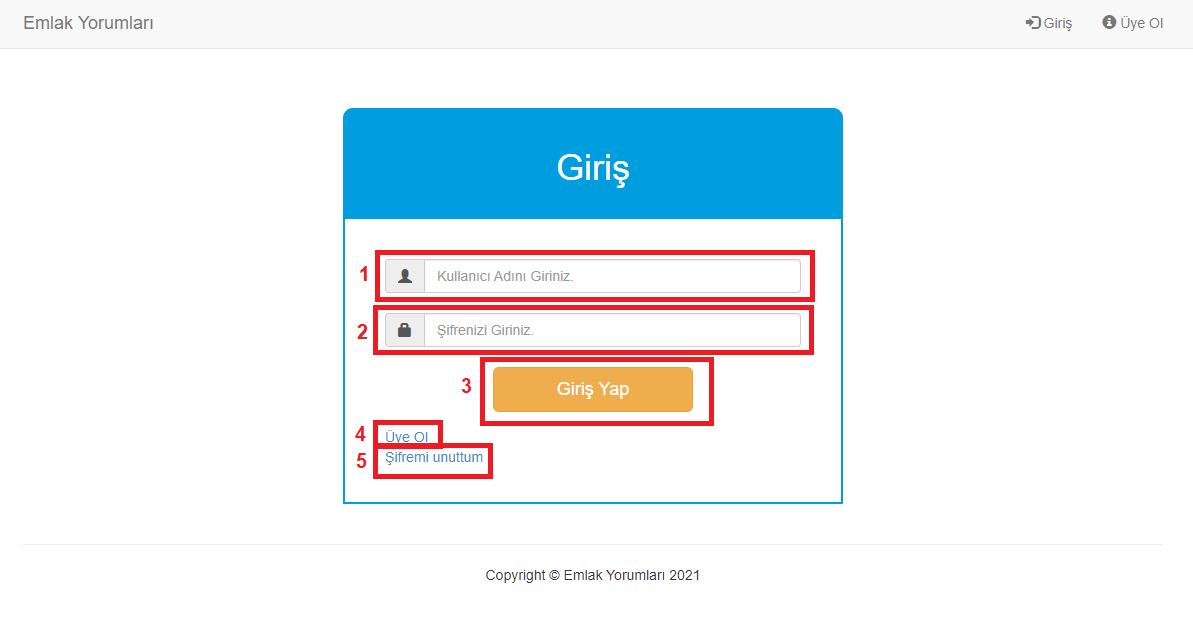 Emlak Yorumları
Giriş
Üye Ol
Giriş
1
Kullanıcı Adını Giriniz.
2
Şifrenizi Giriniz.
3
Giriş Yap
4
Üye Ol
5
Şifremi unuttum
Copyright © Emlak Yorumları 2021